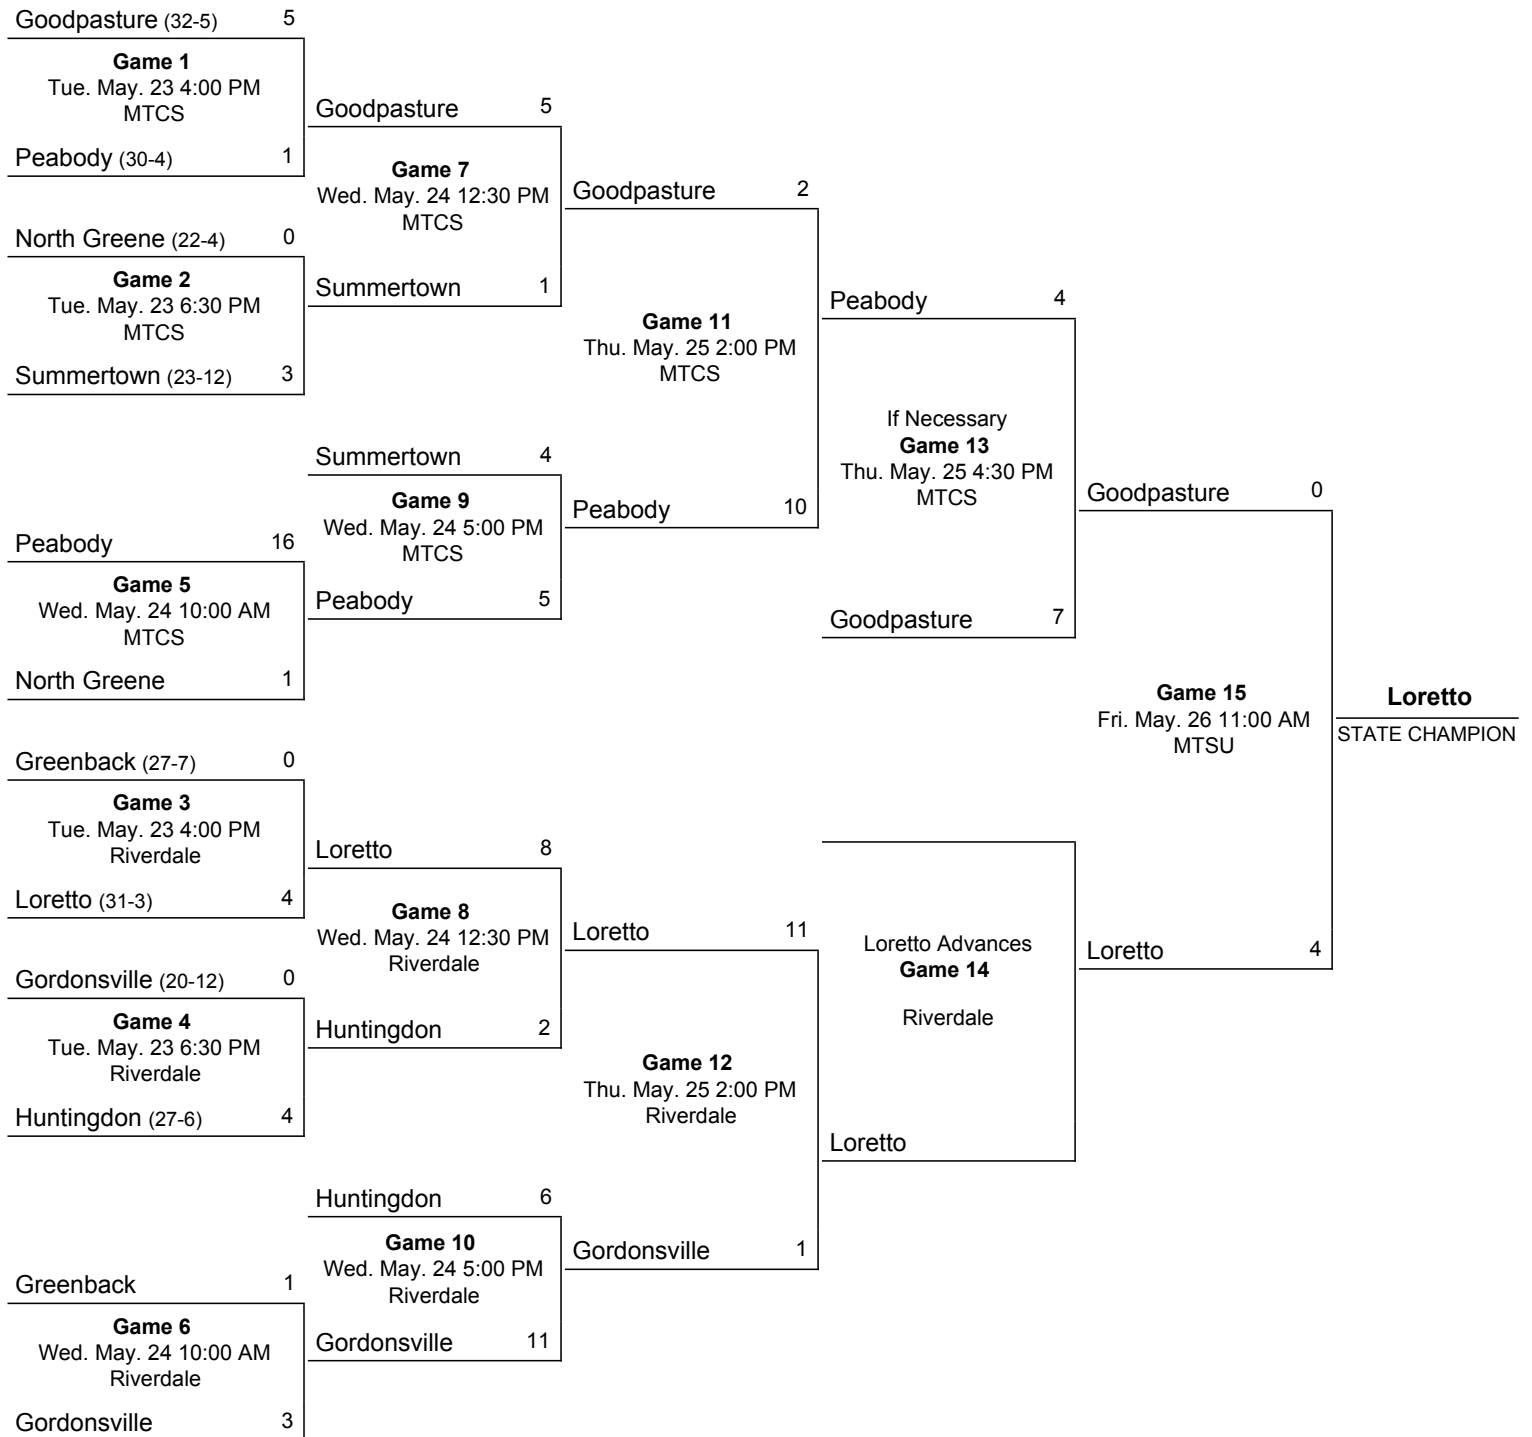 Goodpasture (32-5) 5
Game 1
Tue. May. 23 4:00 PM
MTCS
Peabody (30-4) 1
North Greene (22-4) 0
Game 2
Tue. May. 23 6:30 PM
MTCS
Summertown (23-12) 3
Peabody 16
Game 5
Wed. May. 24 10:00 AM
MTCS
North Greene 1
Greenback (27-7) 0
Game 3
Tue. May. 23 4:00 PM
Riverdale
Loretto (31-3) 4
Gordonsville (20-12) 0
Game 4
Tue. May. 23 6:30 PM
Riverdale
Huntingdon (27-6) 4
Greenback 1
Game 6
Wed. May. 24 10:00 AM
Riverdale
Gordonsville 3
Goodpasture 5
Game 7
Wed. May. 24 12:30 PM
MTCS
Summertown 1
Summertown 4
Game 9
Wed. May. 24 5:00 PM
MTCS
Peabody 5
Loretto 8
Game 8
Wed. May. 24 12:30 PM
Riverdale
Huntingdon 2
Huntingdon 6
Game 10
Wed. May. 24 5:00 PM
Riverdale
Gordonsville 11
Goodpasture 2
Game 11
Thu. May. 25 2:00 PM
MTCS
Peabody 10
Loretto 11
Game 12
Thu. May. 25 2:00 PM
Riverdale
Gordonsville 1
Peabody 4
If Necessary
Game 13
Thu. May. 25 4:30 PM
MTCS
Goodpasture 7
Loretto Advances
Game 14
Riverdale
Loretto
Goodpasture 0
Game 15
Fri. May. 26 11:00 AM
MTSU
Loretto 4
Loretto
STATE CHAMPION